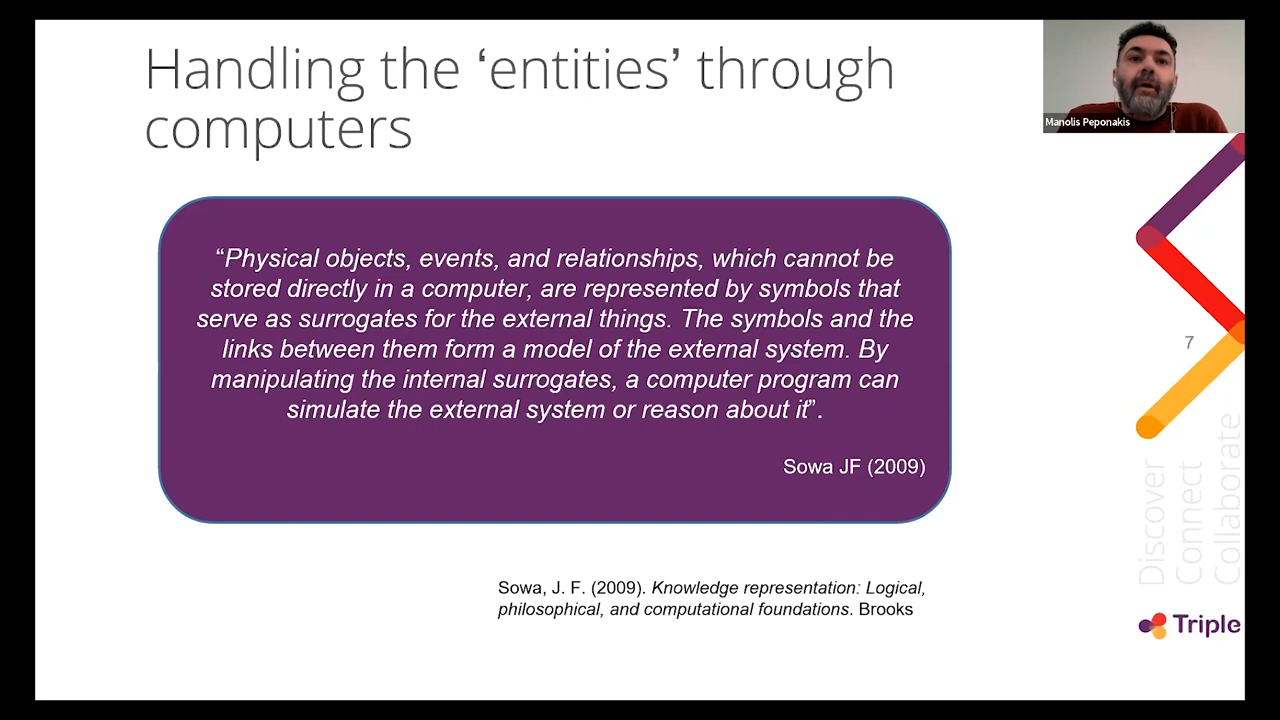 Handling the ‘entities’ through
computers
Manolis Peponakis
“Physical objects, events, and relationships, which cannot be
stored directly in a computer, are represented by symbols that
serve as surrogates for the external things. The symbols and the
links between them form a model of the external system. By
manipulating the internal surrogates, a computer program can
simulate the external system or reason about it”.
Sowa JF (2009)
7
Sowa, J. F. (2009). Knowledge representation: Logical,
philosophical, and computational foundations. Brooks
Discover
Connect
Collaborate
Triple